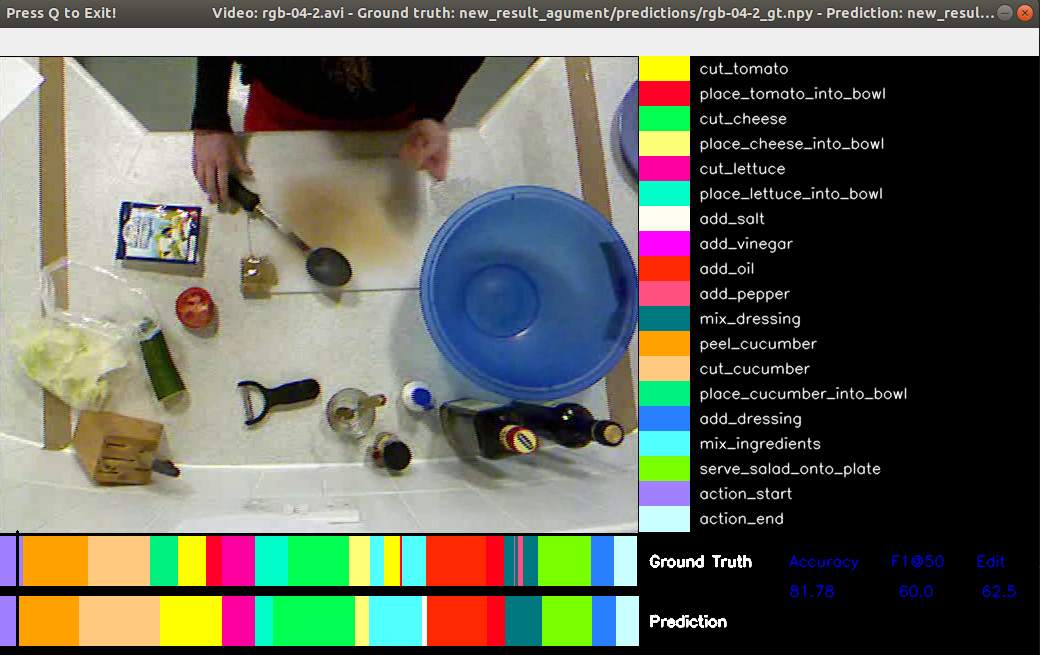 Press Q to Exit! Video: rgb-04-2.avi - Ground truth: new_result_agument/predictions/rgb-04-2_gt.npy - Prediction: new_resul...
cut_tomato
place_tomato_into_bowl
cut_cheese
place_cheese_into_bowl
cut_lettuce
place_lettuce_into_bowl
add_salt
add_vinegar
add_oil
add_pepper
mix_dressing
peel_cucumber
cut_cucumber
place_cucumber_into_bowl
add_dressing
mix_ingredients
serve_salad_onto_plate
action_start
action_end
Ground Truth Accuracy F1@50 Edit
81.78 60.0 62.5
Prediction